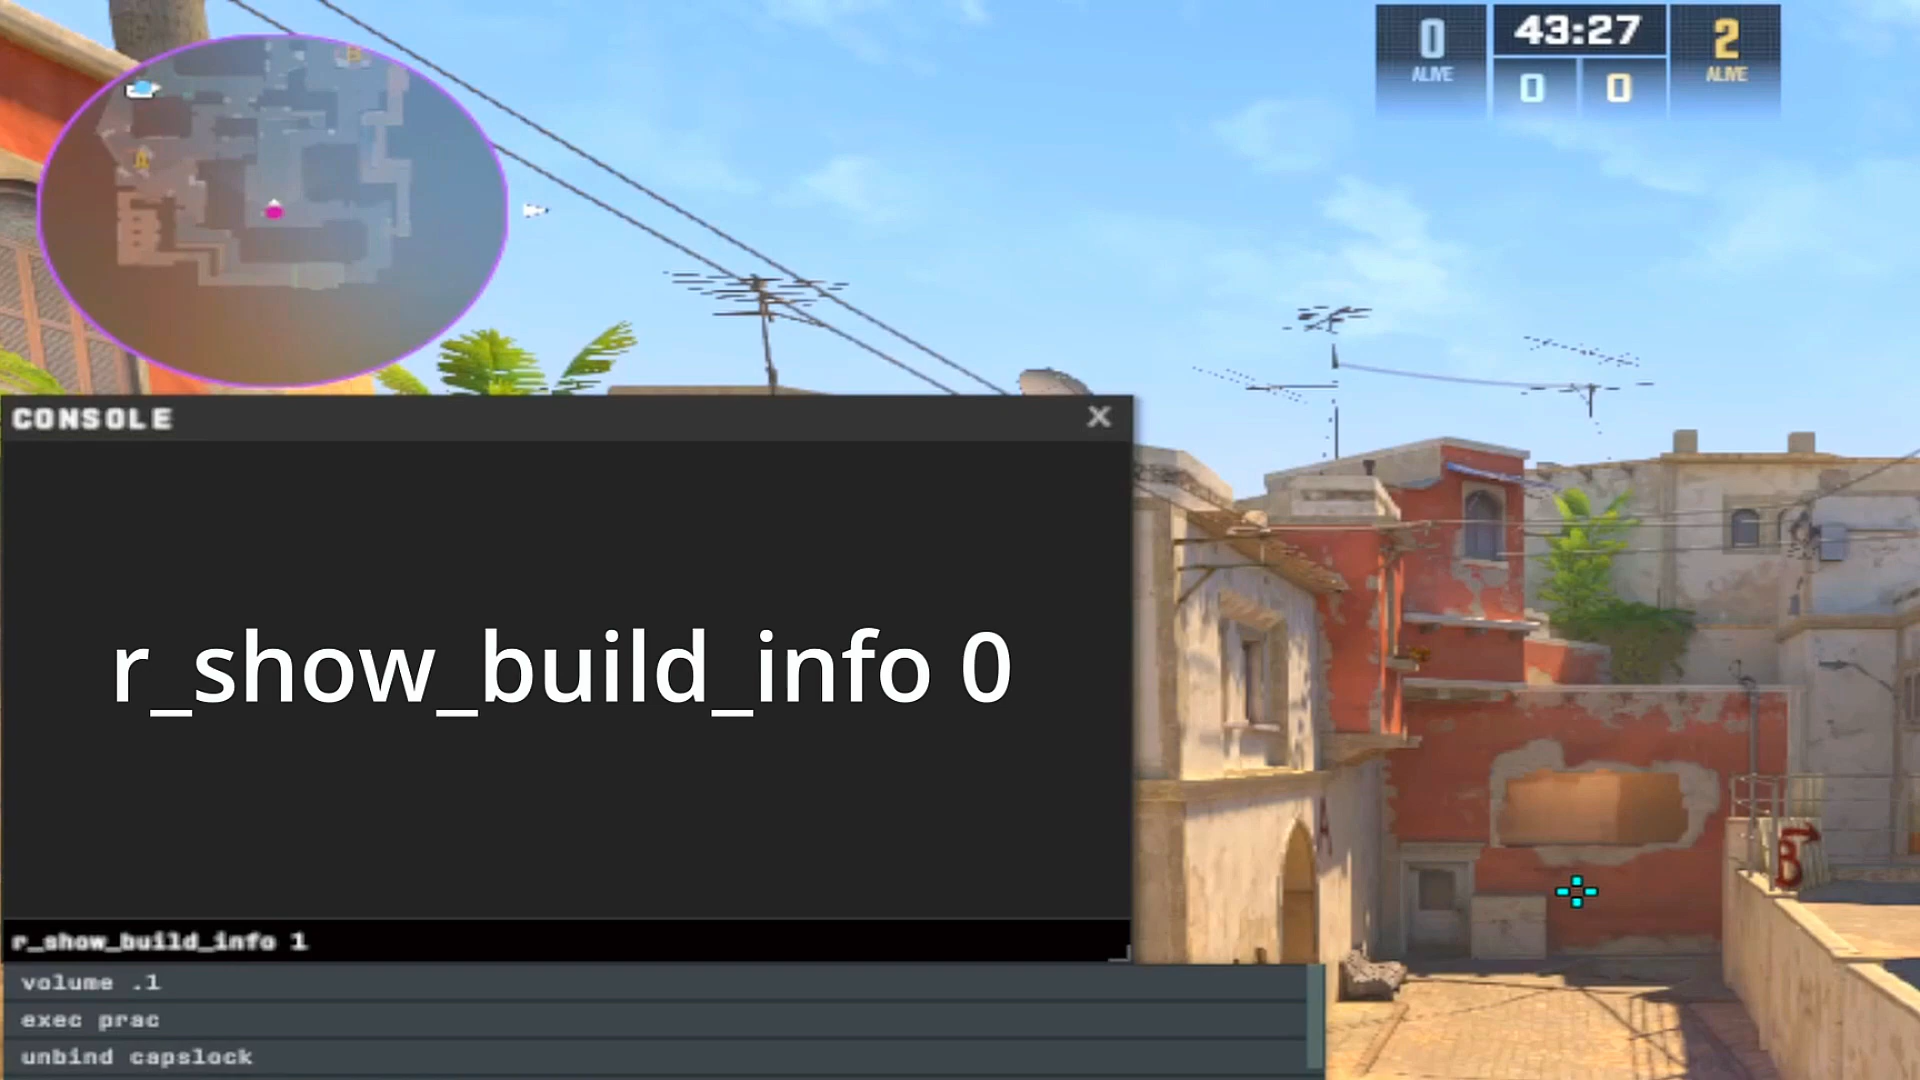 0
ALIVE
43:27
0
0
2
ALIVE
B
A
CONSOLE
X
r_show_build_info 0
r_show_build_info 1
volume .1
exec prac
unbind capslock
A
B